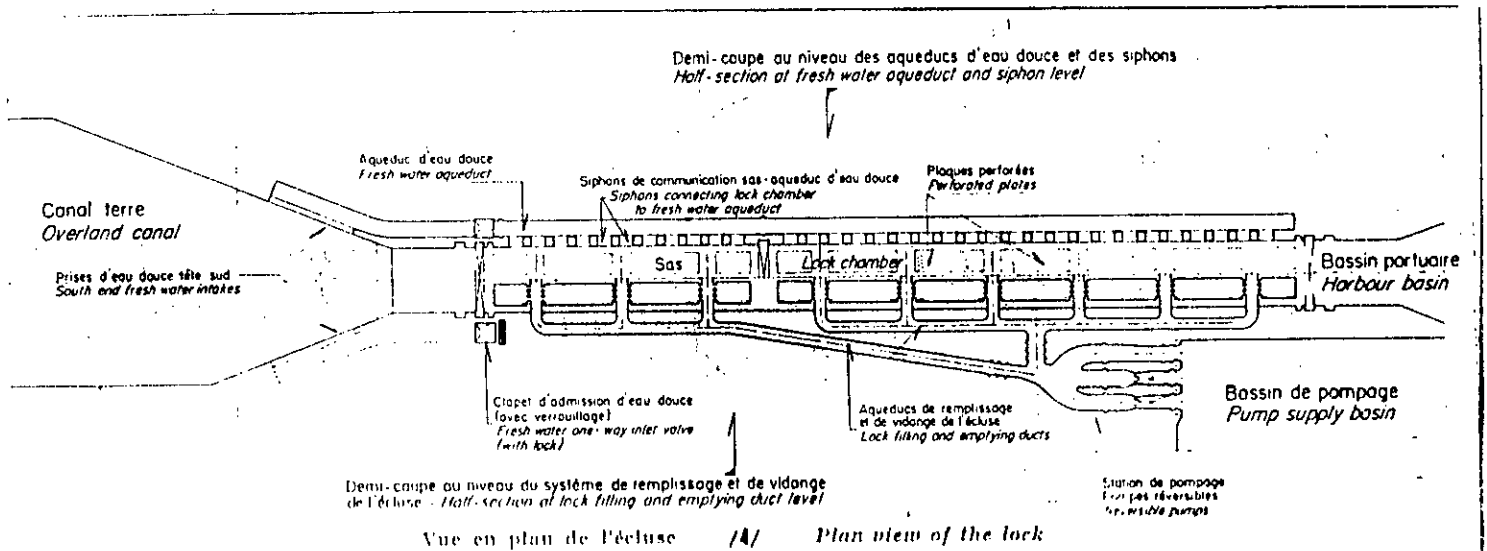 Demi-coupe au niveau des aqueducs d'eau douce et des siphons
Half-section at fresh water aqueduct and siphon level
Aqueduc d'eau douce
Fresh water aqueduct
Siphons de communication sas-aqueduc d'eau douce
Siphons connecting lock chamber
to fresh water aqueduct
Plaques perforées
Perforated plates
Canal terre
Overland canal
Sas
Lock chamber
Bassin portuaire
Harbour basin
Prises d'eau douce tête sud
South end fresh water intakes
Clapet d'admission d'eau douce
(avec verrouillage)
Fresh water one-way inlet valve
(with lock)
Aqueducs de remplissage
et de vidange de l'écluse
Lock filling and emptying ducts
Bassin de pompage
Pump supply basin
Demi-coupe au niveau du système de remplissage et de vidange
de l'écluse - Half-section at lock filling and emptying duct level
Station de pompage
Pompes réversibles
Reversible pumps
Vue en plan de l'écluse /4/ Plan view of the lock